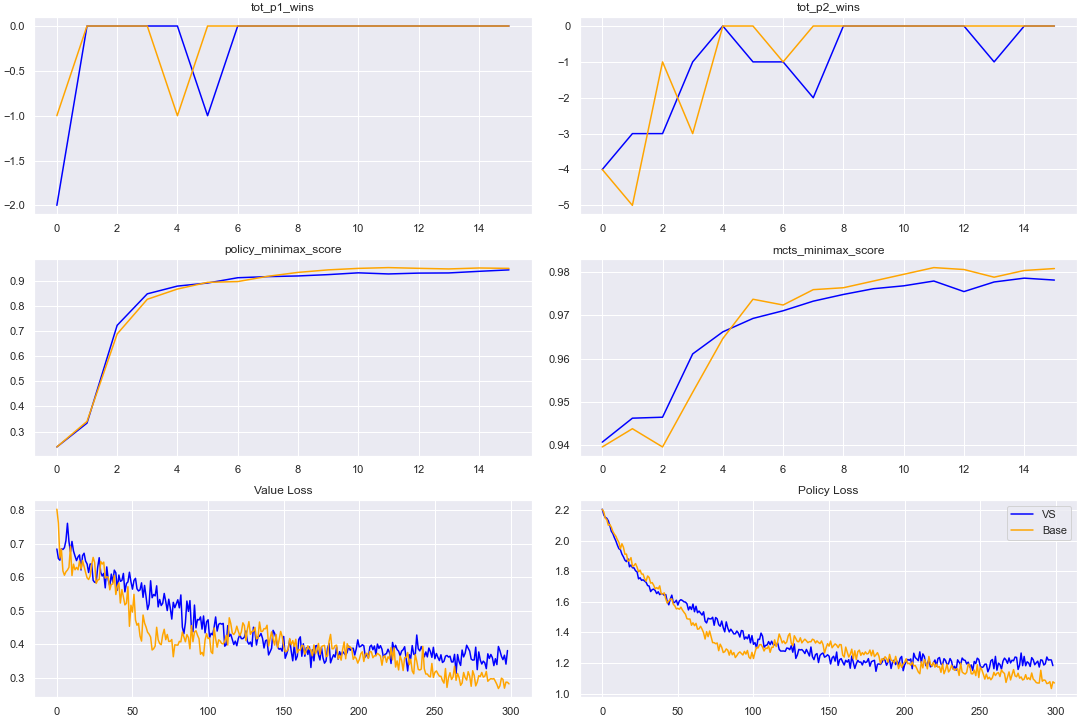 tot_p1_wins
0.0
−0.5
−1.0
−1.5
−2.0
0 2 4 6 8 10 12 14
tot_p2_wins
0
−1
−2
−3
−4
−5
0 2 4 6 8 10 12 14
policy_minimax_score
0.9
0.8
0.7
0.6
0.5
0.4
0.3
0 2 4 6 8 10 12 14
mcts_minimax_score
0.98
0.97
0.96
0.95
0.94
0 2 4 6 8 10 12 14
Value Loss
0.8
0.7
0.6
0.5
0.4
0.3
0 50 100 150 200 250 300
Policy Loss
2.2
2.0
1.8
1.6
1.4
1.2
1.0
0 50 100 150 200 250 300
VS
Base